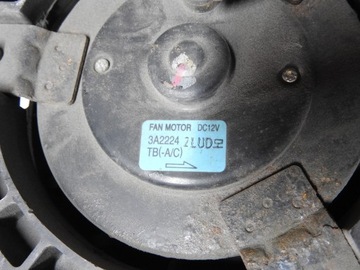 FAN MOTOR DC12V
3A2224
TB(-A/C)